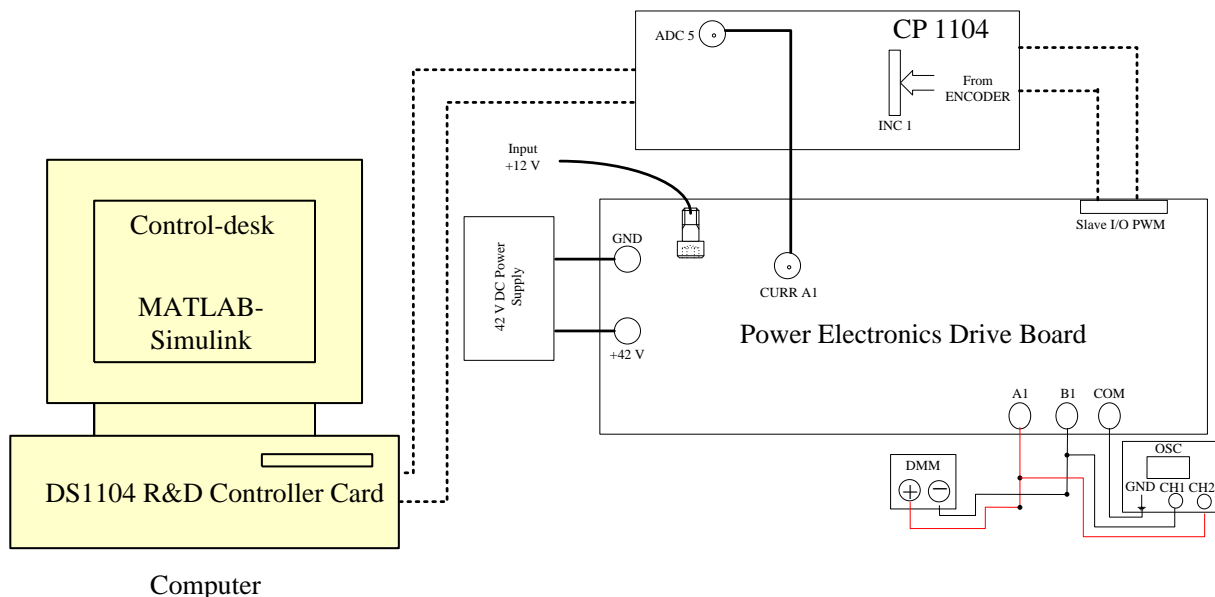 CP 1104
ADC 5
From
ENCODER
INC 1
Input
+12 V
Slave I/O PWM
Control-desk
MATLAB-
Simulink
42 V DC Power
Supply
GND
+42 V
CURR A1
Power Electronics Drive Board
A1
B1
COM
DMM
OSC
GND
CH1
CH2
DS1104 R&D Controller Card
Computer